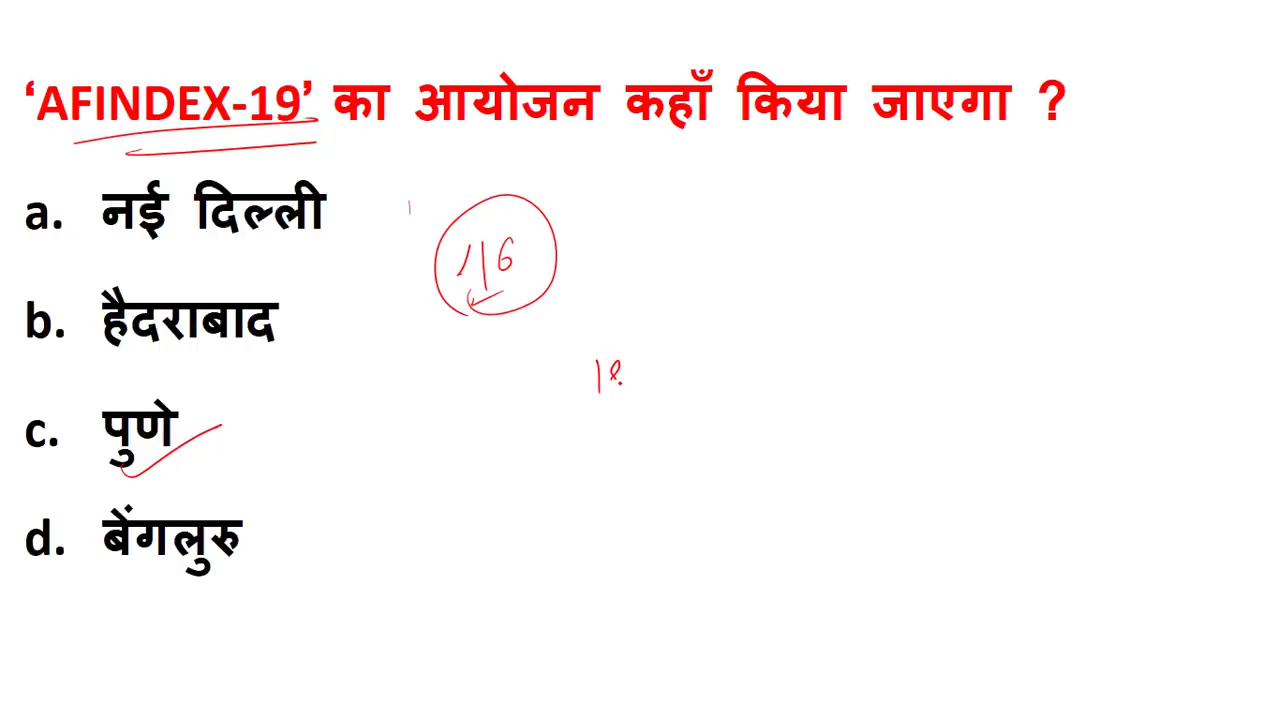 ‘AFINDEX-19’ का आयोजन कहाँ किया जाएगा ?
a. नई दिल्ली
16
b. हैदराबाद
c. पुणे
d. बेंगलुरु